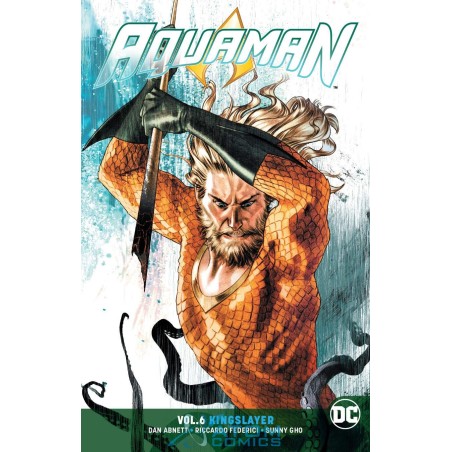 AQUAMAN
VOL.6 KINGSLAYER
DAN ABNETT • RICCARDO FEDERICI • SUNNY GHO
COMICS
DC